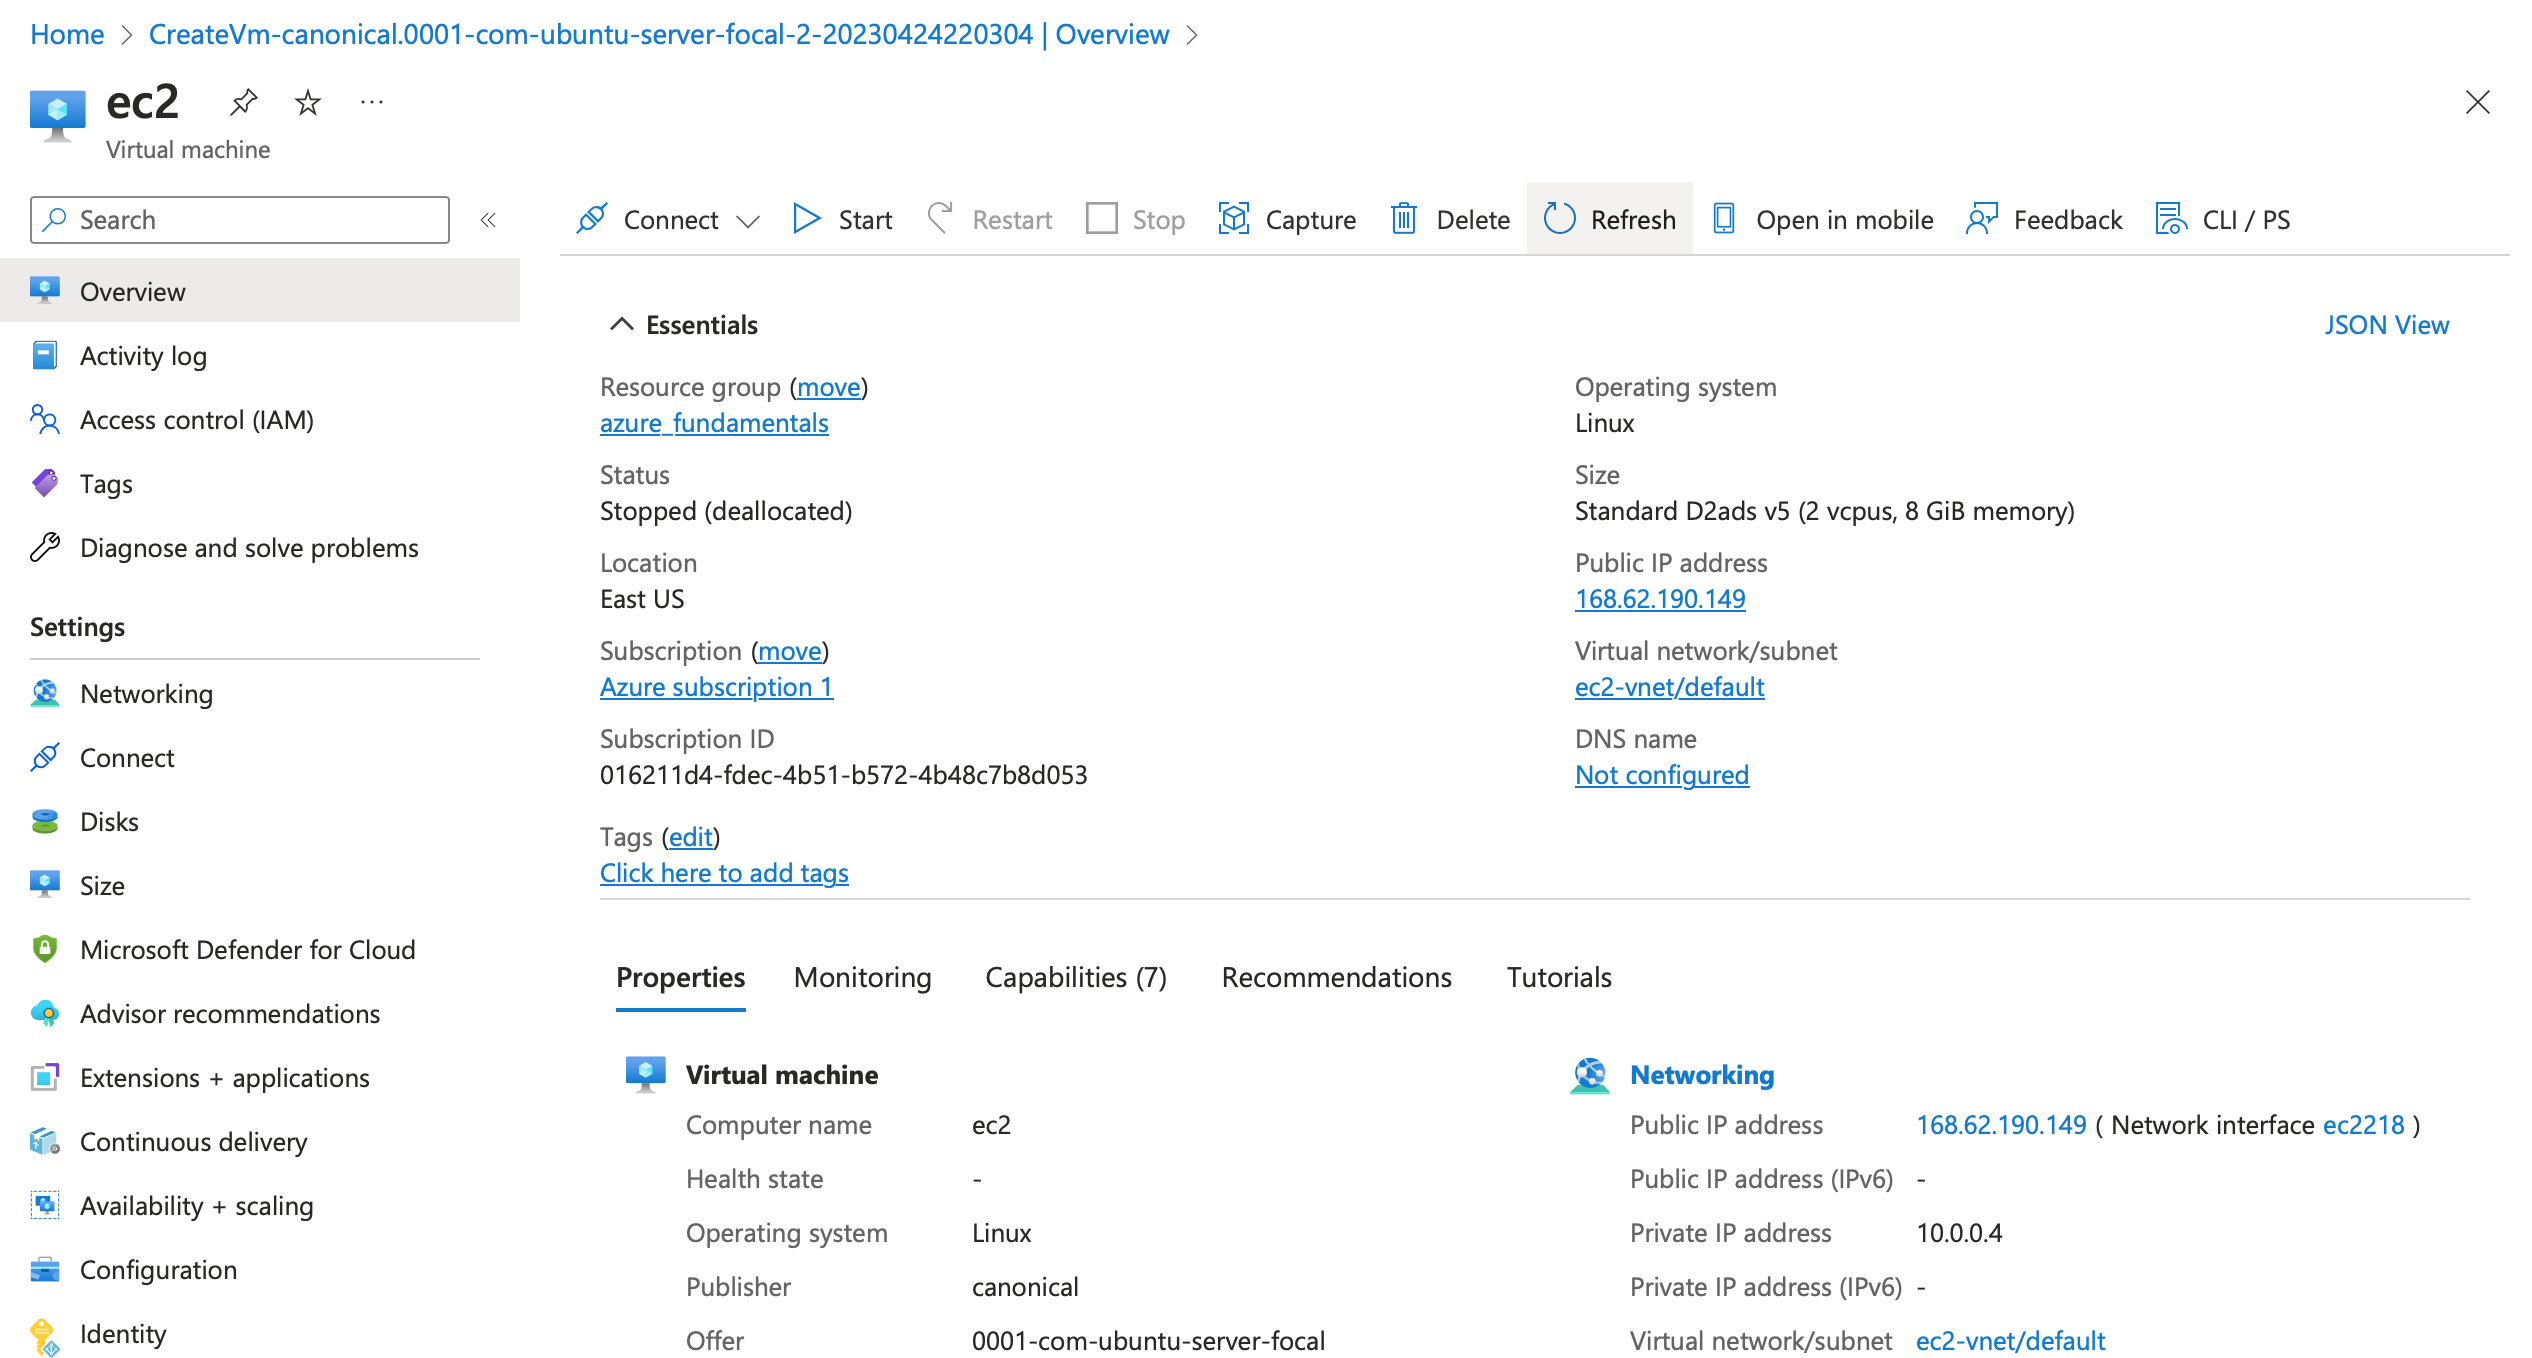 Home > CreateVm-canonical.0001-com-ubuntu-server-focal-2-20230424220304 | Overview >
ec2
Virtual machine
Search
«
Connect Start Restart Stop Capture Delete Refresh Open in mobile Feedback CLI / PS
Overview
Activity log
Access control (IAM)
Tags
Diagnose and solve problems
Settings
Networking
Connect
Disks
Size
Microsoft Defender for Cloud
Advisor recommendations
Extensions + applications
Continuous delivery
Availability + scaling
Configuration
Identity
Essentials
JSON View
Resource group (move)
azure_fundamentals
Status
Stopped (deallocated)
Location
East US
Subscription (move)
Azure subscription 1
Subscription ID
016211d4-fdec-4b51-b572-4b48c7b8d053
Tags (edit)
Click here to add tags
Operating system
Linux
Size
Standard D2ads v5 (2 vcpus, 8 GiB memory)
Public IP address
168.62.190.149
Virtual network/subnet
ec2-vnet/default
DNS name
Not configured
Properties Monitoring Capabilities (7) Recommendations Tutorials
Virtual machine
Computer name ec2
Health state -
Operating system Linux
Publisher canonical
Offer 0001-com-ubuntu-server-focal
Networking
Public IP address 168.62.190.149 ( Network interface ec2218 )
Public IP address (IPv6) -
Private IP address 10.0.0.4
Private IP address (IPv6) -
Virtual network/subnet ec2-vnet/default